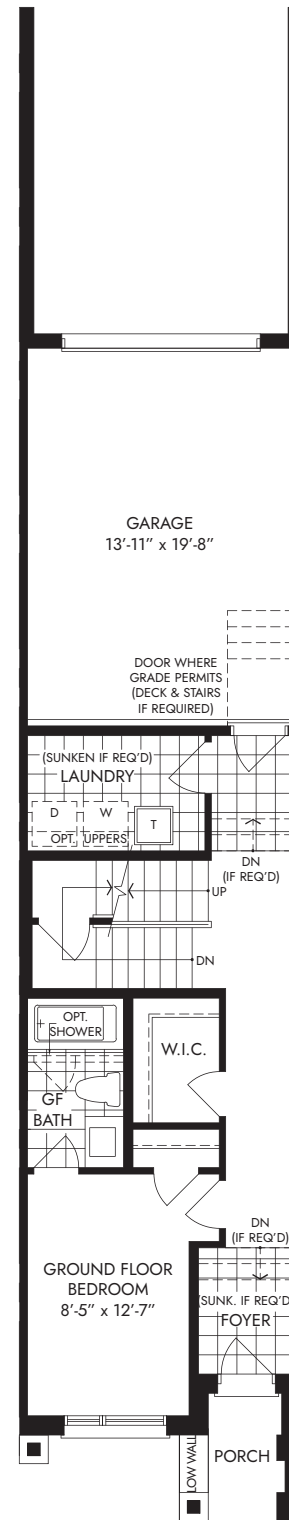 GARAGE
13'-11” x 19'-8”
DOOR WHERE
GRADE PERMITS
(DECK & STAIRS
IF REQUIRED)
(SUNKEN IF REQ'D)
LAUNDRY
D
W
T
OPT. UPPERS
DN
(IF REQ'D)
UP
DN
OPT.
SHOWER
W.I.C.
GF
BATH
DN
(IF REQ'D)
GROUND FLOOR
BEDROOM
8'-5” x 12'-7”
(SUNK. IF REQ'D)
FOYER
LOW WALL
PORCH